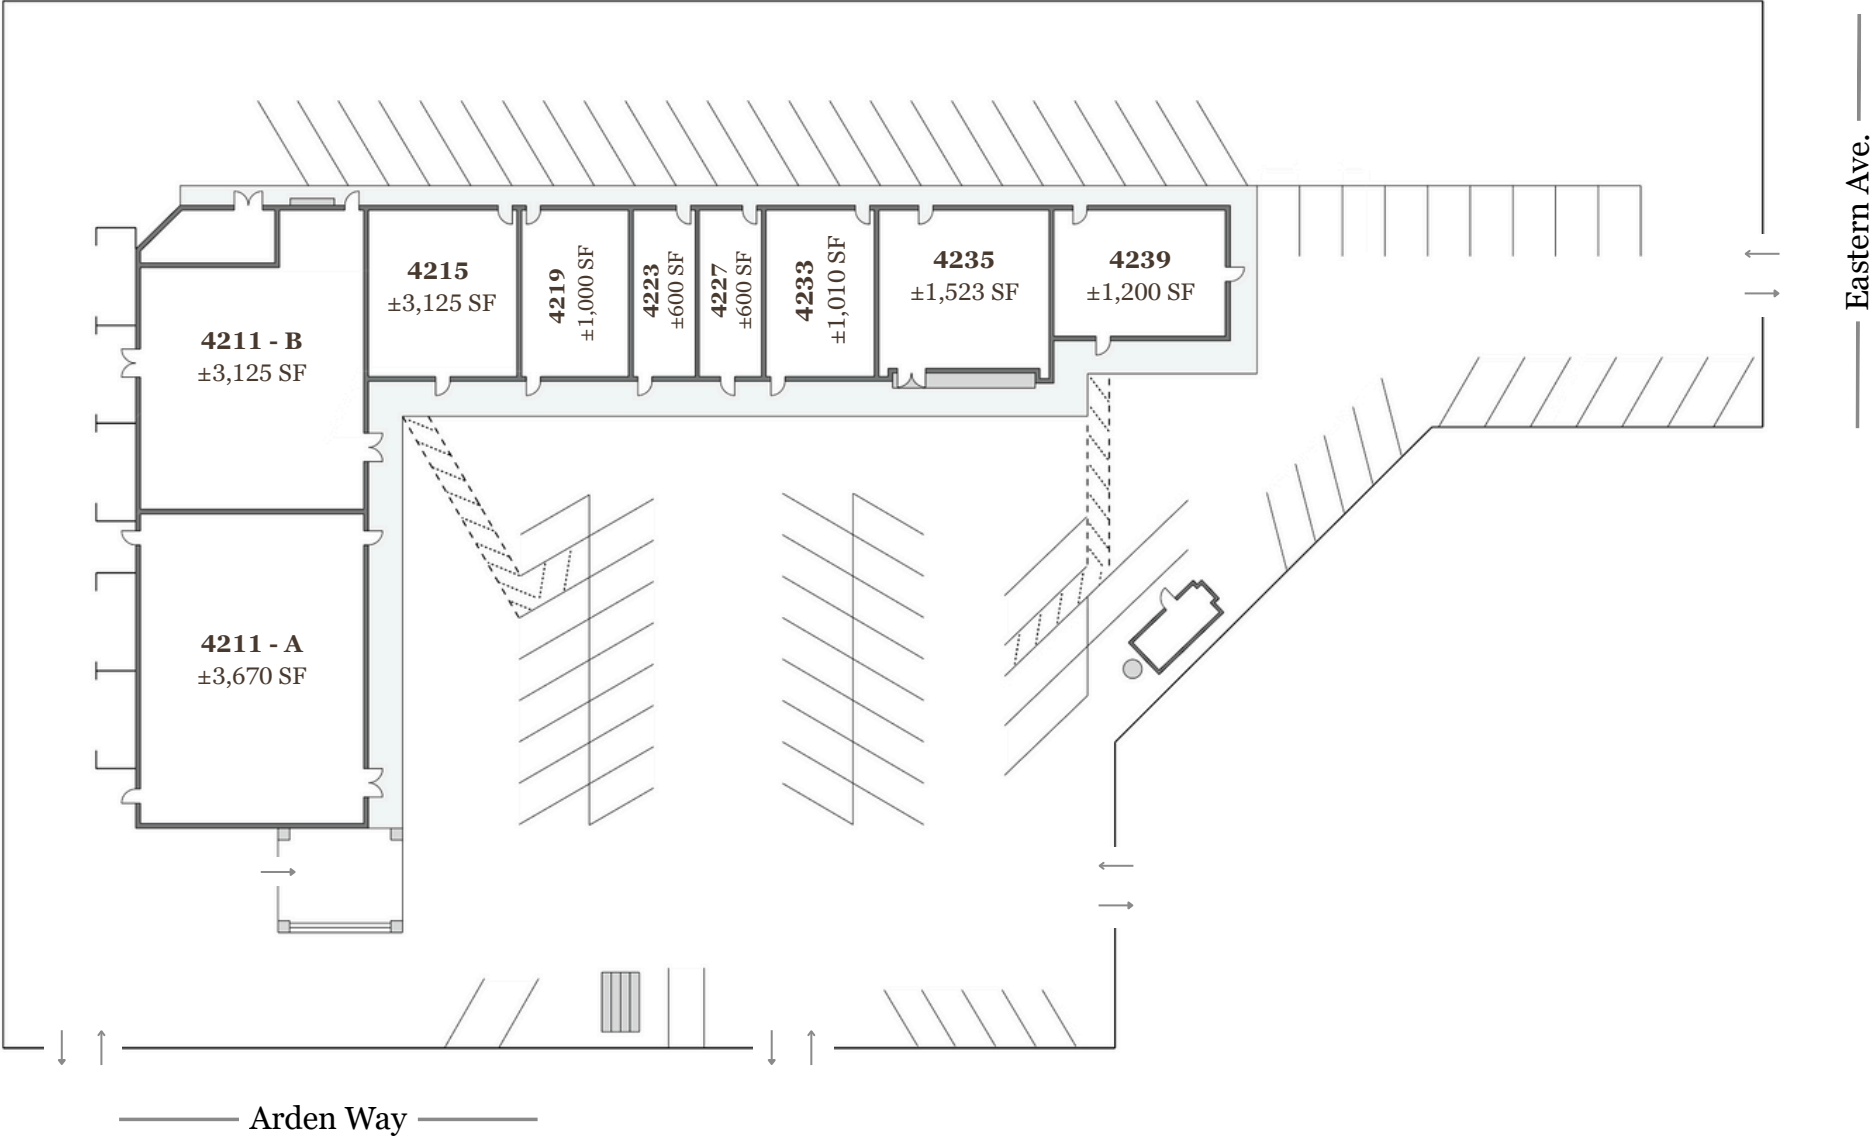 4215
±3,125 SF
4219
±1,000 SF
4223
±600 SF
4227
±600 SF
4233
±1,010 SF
4235
±1,523 SF
4239
±1,200 SF
Eastern Ave.
4211 - B
±3,125 SF
4211 - A
±3,670 SF
Arden Way